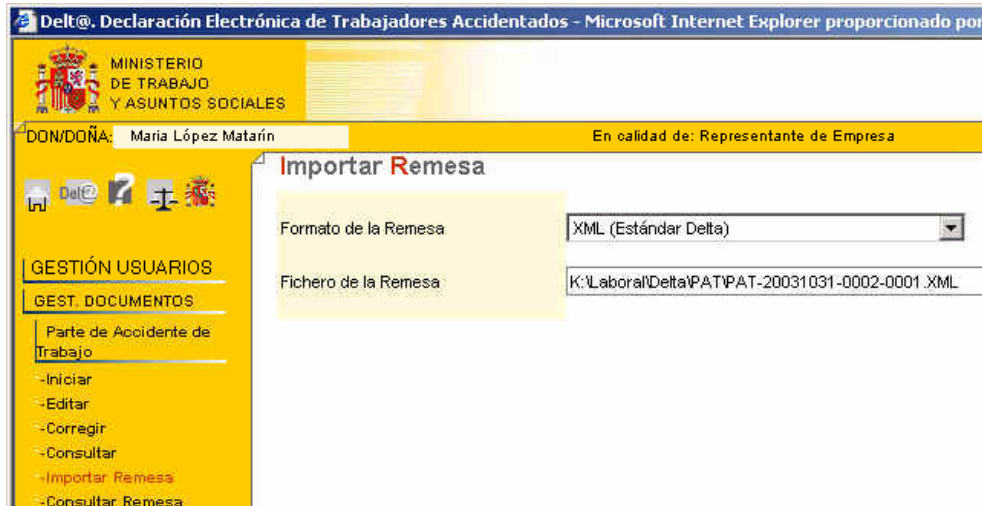 Delt@. Declaración Electrónica de Trabajadores Accidentados - Microsoft Internet Explorer proporcionado por
MINISTERIO
DE TRABAJO
Y ASUNTOS SOCIALES
DON/DOÑA: Maria López Matarín
En calidad de: Representante de Empresa
Delt@
Importar Remesa
Formato de la Remesa
XML (Estándar Delta)
Fichero de la Remesa
K:\Laboral\Delta\PAT\PAT-20031031-0002-0001.XML
GESTIÓN USUARIOS
GEST. DOCUMENTOS
Parte de Accidente de
Trabajo
-Iniciar
-Editar
-Corregir
-Consultar
-Importar Remesa
-Consultar Remesa